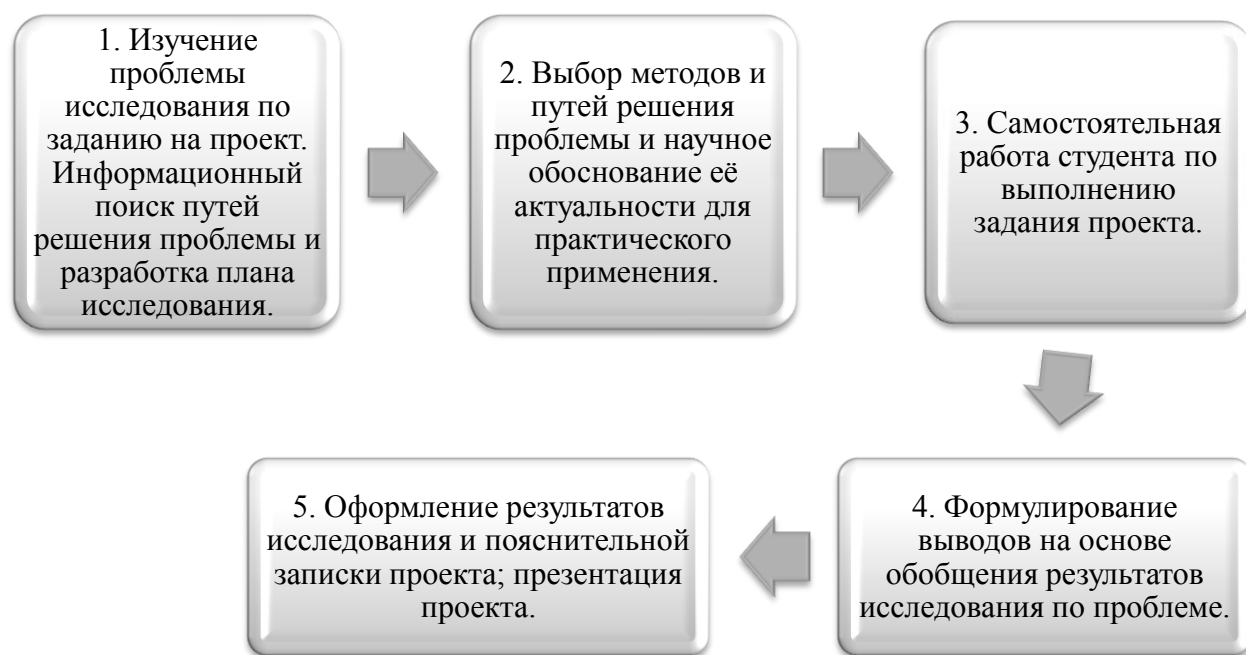 1. Изучение
проблемы
исследования по
заданию на проект.
Информационный
поиск путей
решения проблемы и
разработка плана
исследования.
2. Выбор методов и
путей решения
проблемы и научное
обоснование её
актуальности для
практического
применения.
3. Самостоятельная
работа студента по
выполнению
задания проекта.
4. Формулирование
выводов на основе
обобщения результатов
исследования по проблеме.
5. Оформление результатов
исследования и пояснительной
записки проекта; презентация
проекта.